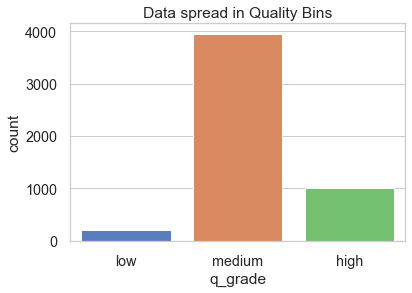 Data spread in Quality Bins
4000
3000
2000
1000
0
count
low medium high
q_grade